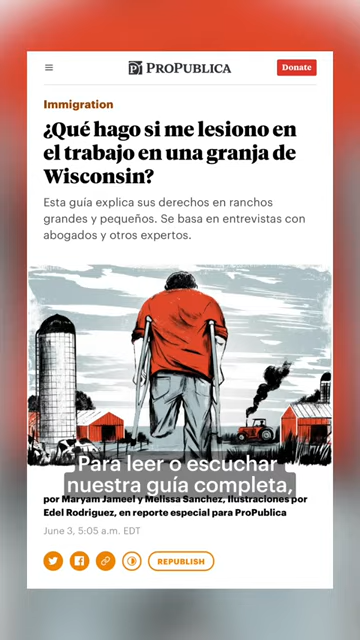 PROPUBLICA
Donate
Immigration
¿Qué hago si me lesiono en
el trabajo en una granja de
Wisconsin?
Esta guía explica sus derechos en ranchos
grandes y pequeños. Se basa en entrevistas con
abogados y otros expertos.
Para leer o escuchar
nuestra guía completa,
por Maryam Jameel y Melissa Sanchez, Ilustraciones por
Edel Rodriguez, en reporte especial para ProPublica
June 3, 5:05 a.m. EDT
REPUBLISH